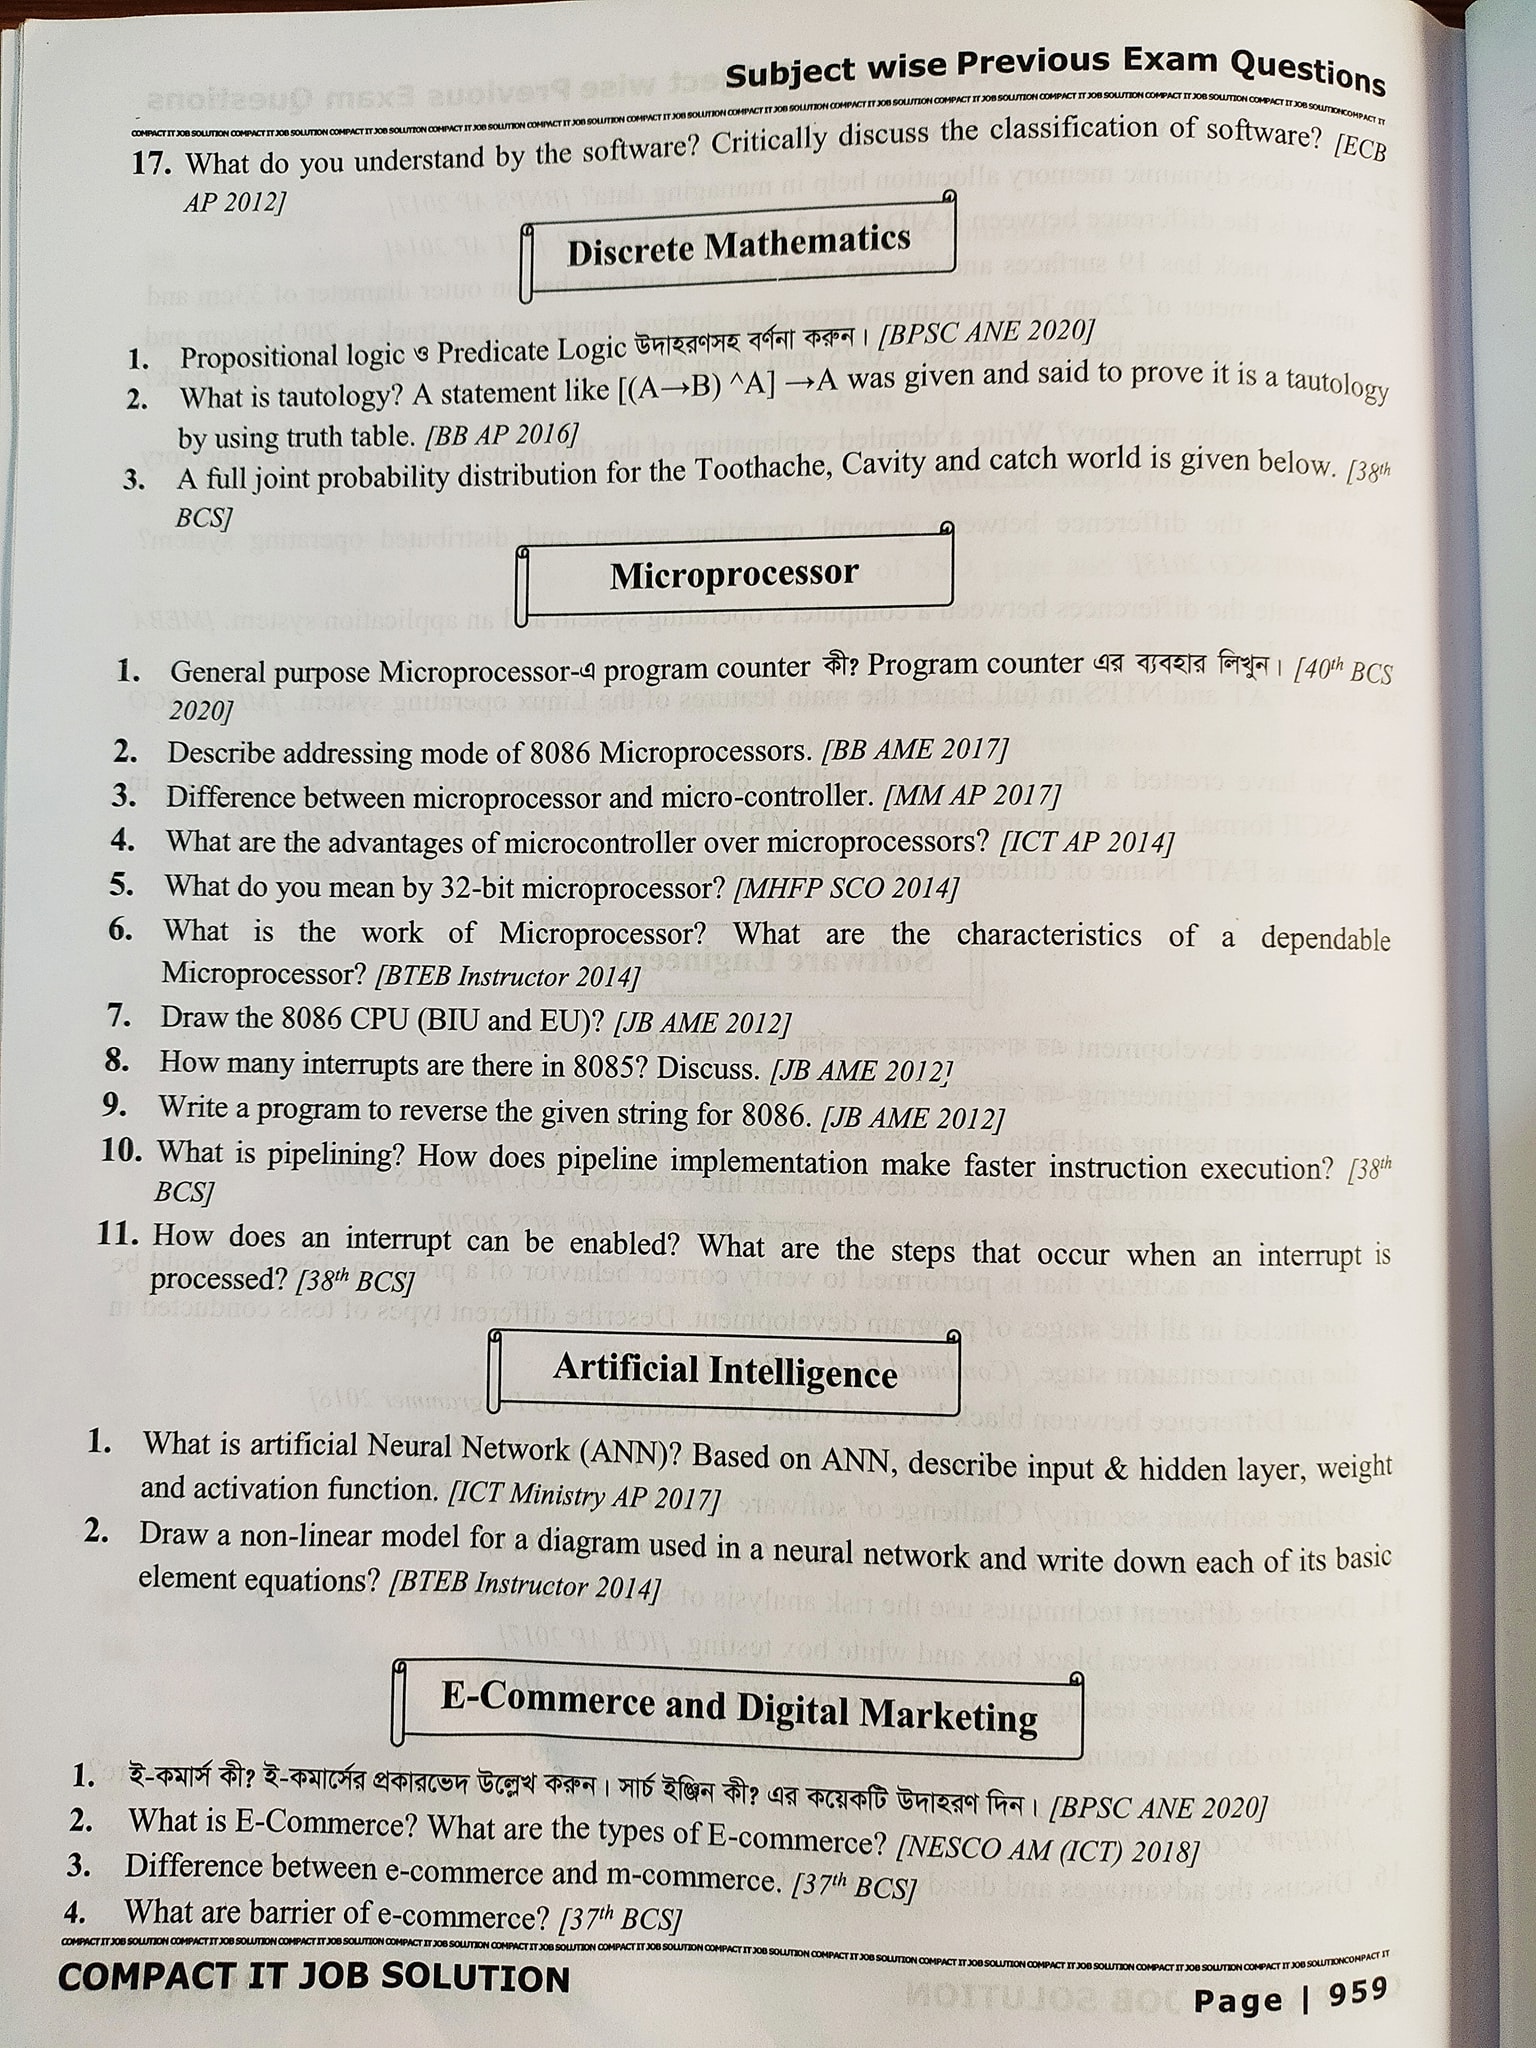 Subject wise Previous Exam Questions
COMPACT IT JOB SOLUTION COMPACT IT JOB SOLUTION COMPACT IT JOB SOLUTION COMPACT IT JOB SOLUTION COMPACT IT JOB SOLUTION COMPACT IT JOB SOLUTION COMPACT IT JOB SOLUTION COMPACT IT JOB SOLUTION COMPACT IT JOB SOLUTION COMPACT IT JOB SOLUTION COMPACT IT JOB SOLUTION COMPACT IT JOB SOLUTIONCOMPACT IT
17. What do you understand by the software? Critically discuss the classification of software? [ECB
AP 2012]
Discrete Mathematics
1. Propositional logic ও Predicate Logic উদাহরণসহ বর্ণনা করুন। [BPSC ANE 2020]
2. What is tautology? A statement like [(A→B) ^A] →A was given and said to prove it is a tautology
by using truth table. [BB AP 2016]
3. A full joint probability distribution for the Toothache, Cavity and catch world is given below. [38th
BCS]
Microprocessor
1. General purpose Microprocessor-এ program counter কী? Program counter এর ব্যবহার লিখুন। [40th BCS
2020]
2. Describe addressing mode of 8086 Microprocessors. [BB AME 2017]
3. Difference between microprocessor and micro-controller. [MM AP 2017]
4. What are the advantages of microcontroller over microprocessors? [ICT AP 2014]
5. What do you mean by 32-bit microprocessor? [MHFP SCO 2014]
6. What is the work of Microprocessor? What are the characteristics of a dependable
Microprocessor? [BTEB Instructor 2014]
7. Draw the 8086 CPU (BIU and EU)? [JB AME 2012]
8. How many interrupts are there in 8085? Discuss. [JB AME 2012]
9. Write a program to reverse the given string for 8086. [JB AME 2012]
10. What is pipelining? How does pipeline implementation make faster instruction execution? [38th
BCS]
11. How does an interrupt can be enabled? What are the steps that occur when an interrupt is
processed? [38th BCS]
Artificial Intelligence
1. What is artificial Neural Network (ANN)? Based on ANN, describe input & hidden layer, weight
and activation function. [ICT Ministry AP 2017]
2. Draw a non-linear model for a diagram used in a neural network and write down each of its basic
element equations? [BTEB Instructor 2014]
E-Commerce and Digital Marketing
1. ই-কমার্স কী? ই-কমার্সের প্রকারভেদ উল্লেখ করুন। সার্চ ইঞ্জিন কী? এর কয়েকটি উদাহরণ দিন। [BPSC ANE 2020]
2. What is E-Commerce? What are the types of E-commerce? [NESCO AM (ICT) 2018]
3. Difference between e-commerce and m-commerce. [37th BCS]
4. What are barrier of e-commerce? [37th BCS]
COMPACT IT JOB SOLUTION COMPACT IT JOB SOLUTION COMPACT IT JOB SOLUTION COMPACT IT JOB SOLUTION COMPACT IT JOB SOLUTION COMPACT IT JOB SOLUTION COMPACT IT JOB SOLUTION COMPACT IT JOB SOLUTION COMPACT IT JOB SOLUTION COMPACT IT JOB SOLUTION COMPACT IT JOB SOLUTION COMPACT IT JOB SOLUTIONCOMPACT IT
COMPACT IT JOB SOLUTION
Page | 959